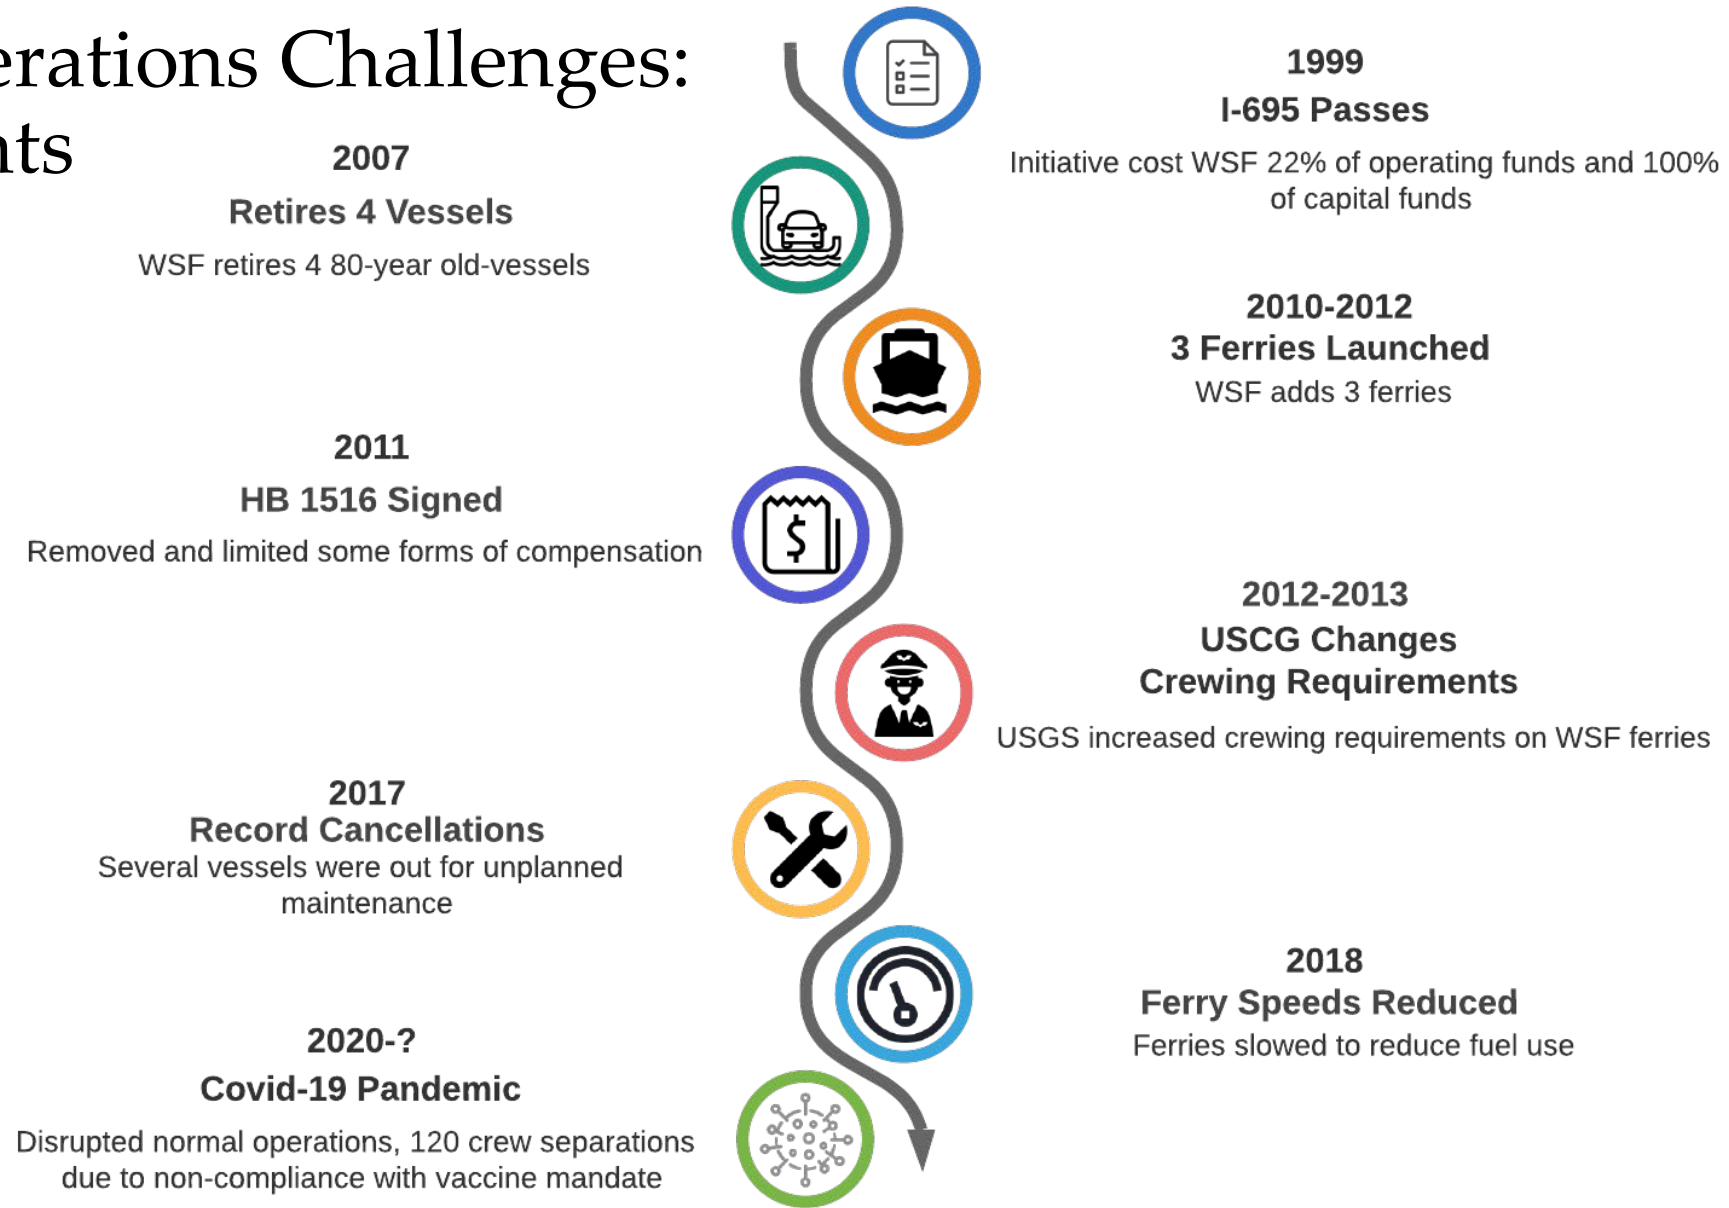 erations Challenges:
nts
1999
I-695 Passes
Initiative cost WSF 22% of operating funds and 100%
of capital funds
2007
Retires 4 Vessels
WSF retires 4 80-year old-vessels
2010-2012
3 Ferries Launched
WSF adds 3 ferries
2011
HB 1516 Signed
Removed and limited some forms of compensation
2012-2013
USCG Changes
Crewing Requirements
USGS increased crewing requirements on WSF ferries
2017
Record Cancellations
Several vessels were out for unplanned
maintenance
2018
Ferry Speeds Reduced
Ferries slowed to reduce fuel use
2020-?
Covid-19 Pandemic
Disrupted normal operations, 120 crew separations
due to non-compliance with vaccine mandate